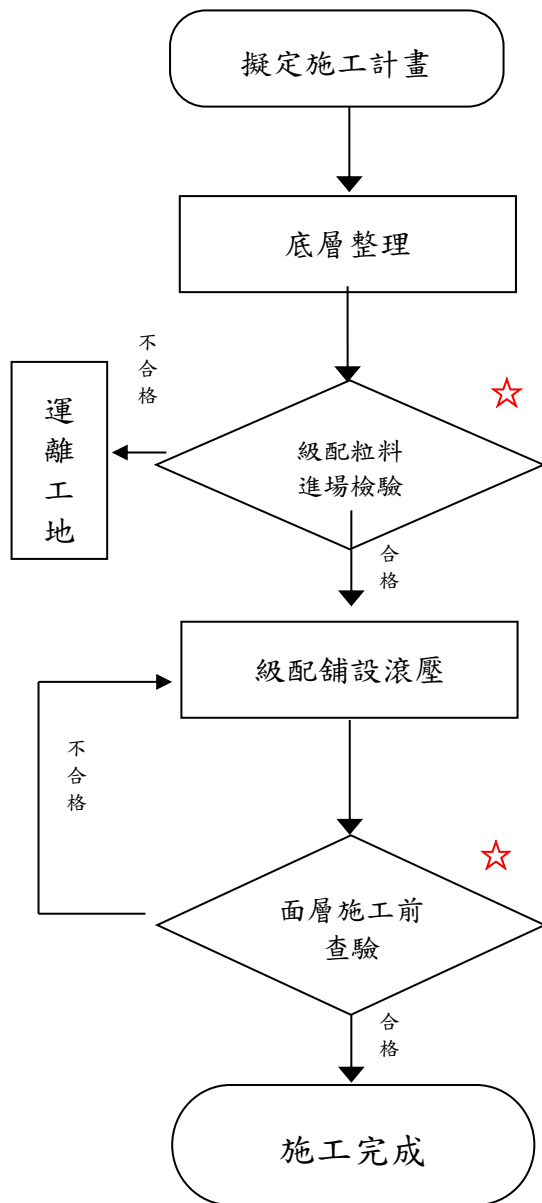 擬定施工計畫
底層整理
不合格
運離工地
級配粒料
進場檢驗
合格
級配舖設滾壓
不合格
面層施工前
查驗
合格
施工完成